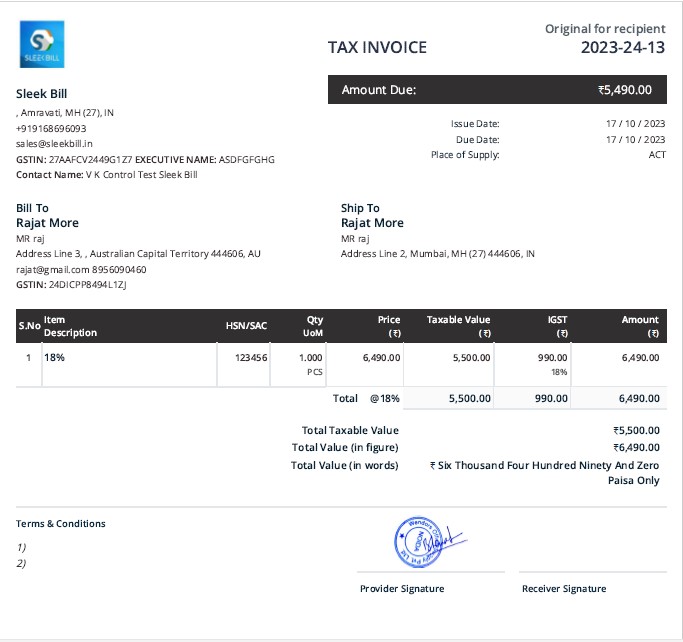 SLEEK BILL
Original for recipient
TAX INVOICE 2023-24-13
Amount Due: ₹5,490.00
Sleek Bill
, Amravati, MH (27), IN
+919168696093
sales@sleekbill.in
GSTIN: 27AAFCV2449G1Z7 EXECUTIVE NAME: ASDFGFGHG
Contact Name: V K Control Test Sleek Bill
Issue Date: 17 / 10 / 2023
Due Date: 17 / 10 / 2023
Place of Supply: ACT
Bill To
Rajat More
MR raj
Address Line 3, , Australian Capital Territory 444606, AU
rajat@gmail.com 8956090460
GSTIN: 24DICPP8494L1ZJ
Ship To
Rajat More
MR raj
Address Line 2, Mumbai, MH (27) 444606, IN
S.No Item Description HSN/SAC Qty UoM Price (₹) Taxable Value (₹) IGST (₹) Amount (₹)
1 18% 123456 1.000 6,490.00 5,500.00 990.00 6,490.00
PCS 18%
Total @18% 5,500.00 990.00 6,490.00
Total Taxable Value ₹5,500.00
Total Value (in figure) ₹6,490.00
Total Value (in words) ₹ Six Thousand Four Hundred Ninety And Zero
Paisa Only
Terms & Conditions
1)
2)
Provider Signature Receiver Signature